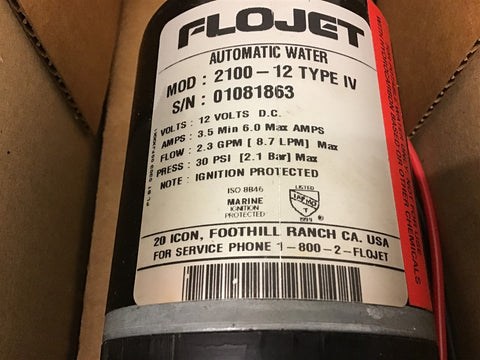 FLOJET
AUTOMATIC WATER
MOD : 2100-12 TYPE IV
S/N : 01081863
VOLTS : 12 VOLTS D.C.
AMPS : 3.5 Min 6.0 Max AMPS
FLOW : 2.3 GPM [ 8.7 LPM ] Max
PRESS : 30 PSI [2.1 Bar] Max
NOTE : IGNITION PROTECTED
ISO 8846
MARINE
IGNITION
PROTECTED
LISTED
20 ICON, FOOTHILL RANCH CA. USA
FOR SERVICE PHONE 1-800-2-FLOJET